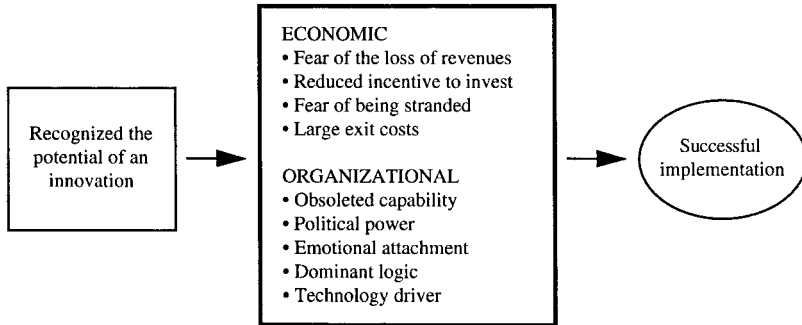 Recognized the
potential of an
innovation
ECONOMIC
• Fear of the loss of revenues
• Reduced incentive to invest
• Fear of being stranded
• Large exit costs
ORGANIZATIONAL
• Obsoleted capability
• Political power
• Emotional attachment
• Dominant logic
• Technology driver
Successful
implementation